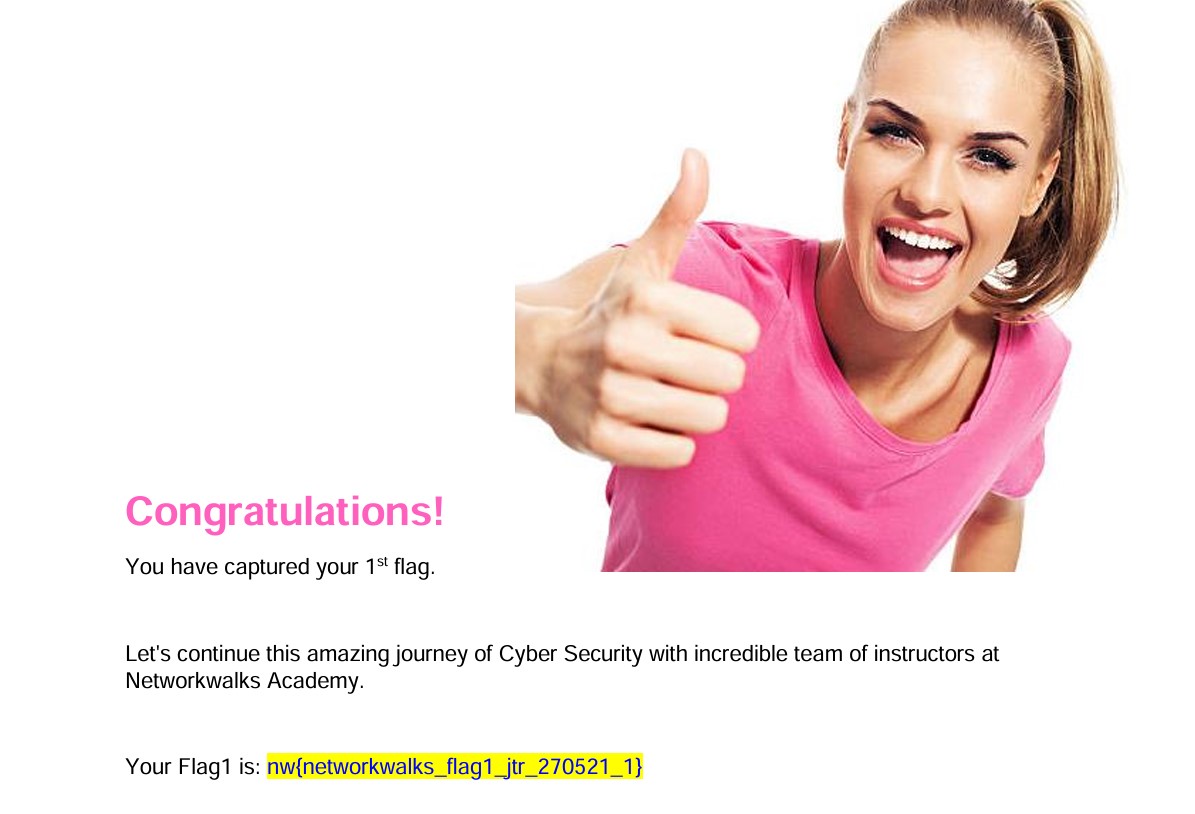 Congratulations!
You have captured your 1st flag.
Let's continue this amazing journey of Cyber Security with incredible team of instructors at
Networkwalks Academy.
Your Flag1 is: nw{networkwalks_flag1_jtr_270521_1}